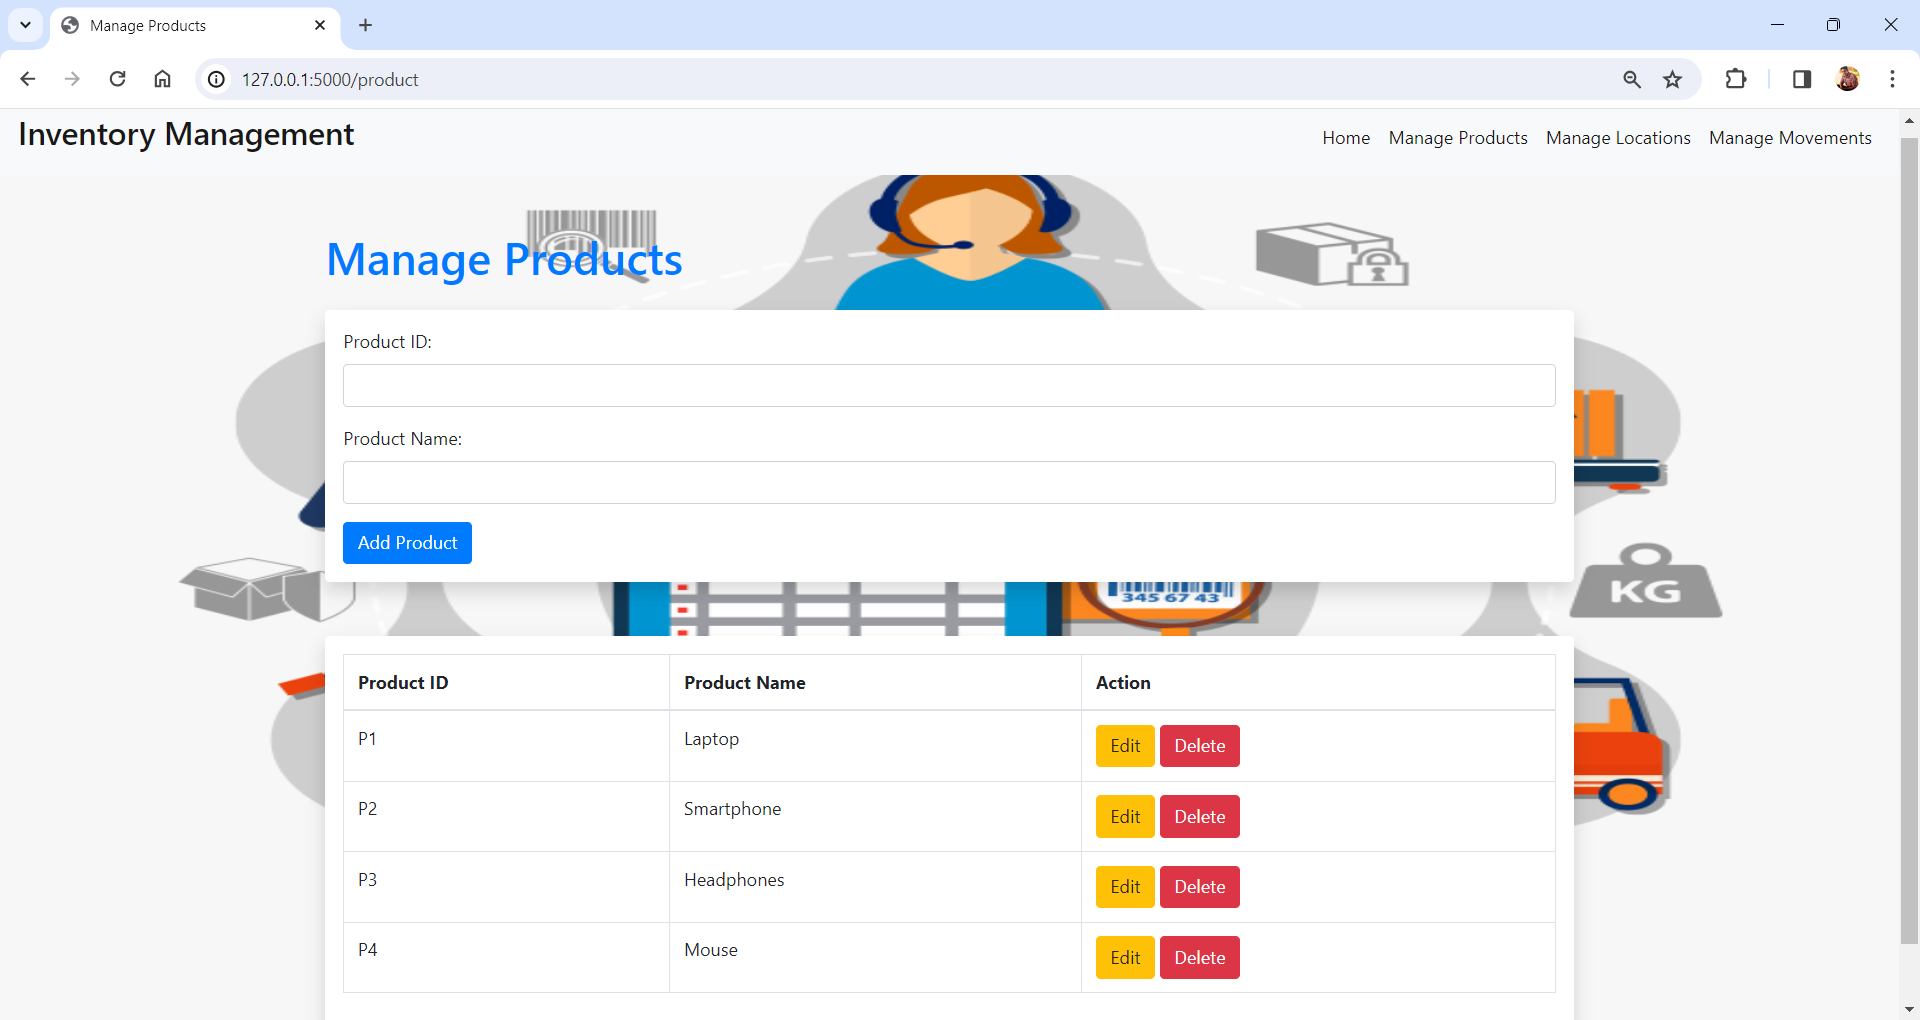 Manage Products
127.0.0.1:5000/product
Inventory Management
Home Manage Products Manage Locations Manage Movements
Manage Products
Product ID:
Product Name:
Add Product
345 67 43
KG
Product ID Product Name Action
P1 Laptop Edit Delete
P2 Smartphone Edit Delete
P3 Headphones Edit Delete
P4 Mouse Edit Delete